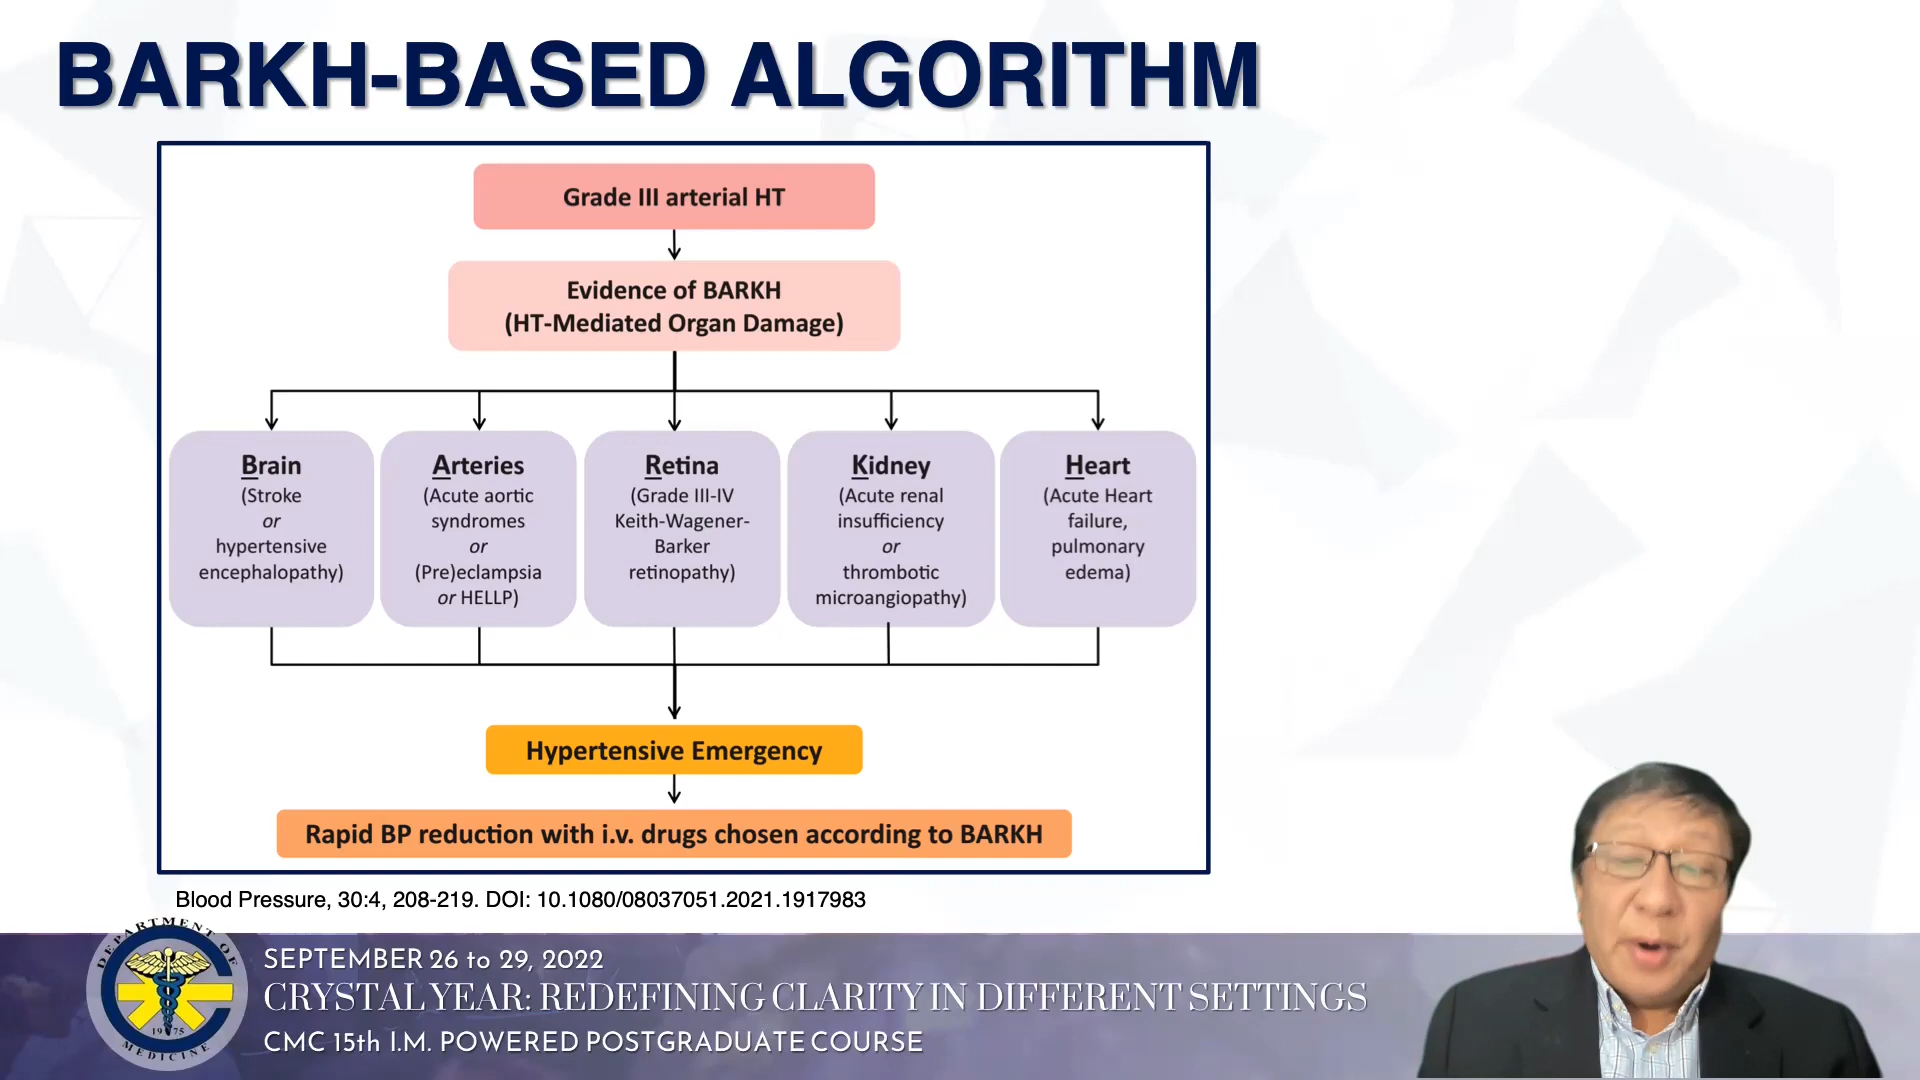 BARKH-BASED ALGORITHM
Grade III arterial HT
Evidence of BARKH
(HT-Mediated Organ Damage)
Brain
(Stroke
or
hypertensive
encephalopathy)
Arteries
(Acute aortic
syndromes
or
(Pre)eclampsia
or HELLP)
Retina
(Grade III-IV
Keith-Wagener-
Barker
retinopathy)
Kidney
(Acute renal
insufficiency
or
thrombotic
microangiopathy)
Heart
(Acute Heart
failure,
pulmonary
edema)
Hypertensive Emergency
Rapid BP reduction with i.v. drugs chosen according to BARKH
Blood Pressure, 30:4, 208-219. DOI: 10.1080/08037051.2021.1917983
DEPARTMENT OF
1975
MEDICINE
SEPTEMBER 26 to 29, 2022
CRYSTAL YEAR: REDEFINING CLARITY IN DIFFERENT SETTINGS
CMC 15th I.M. POWERED POSTGRADUATE COURSE